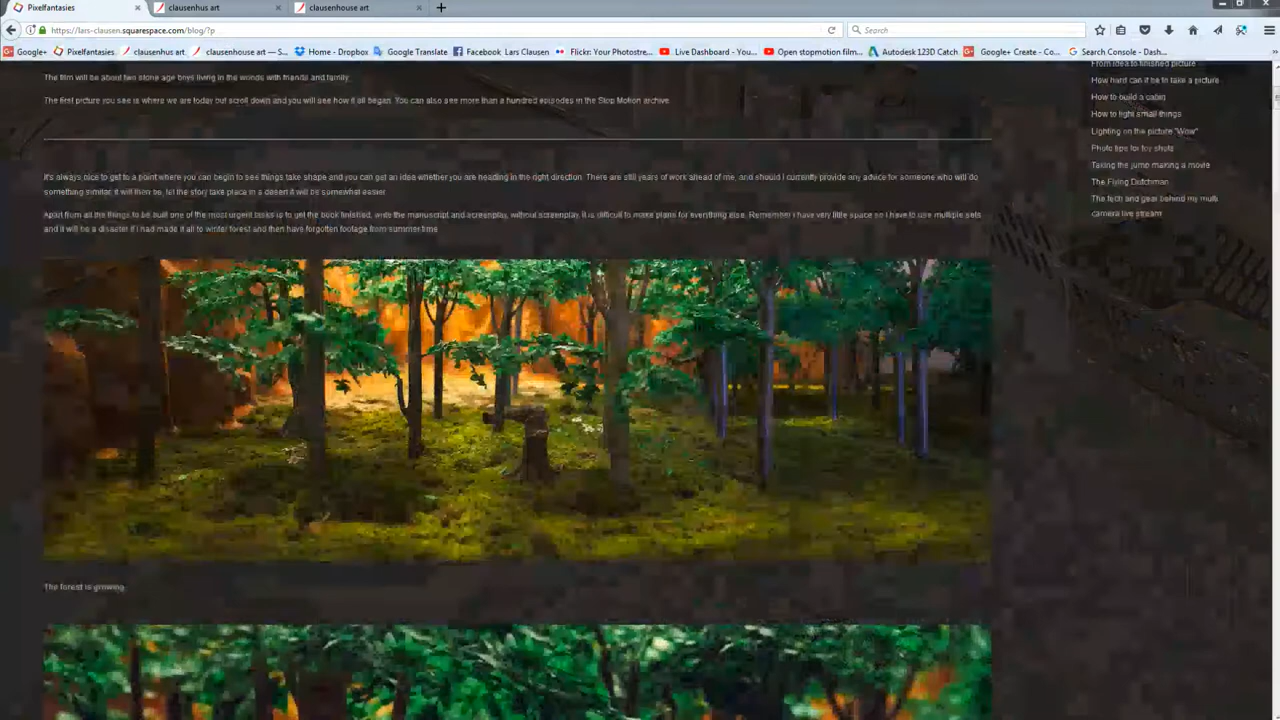 Pixelfantasies
clausenhus art
clausenhouse art
https://lars-clausen.squarespace.com/blog/?p
Search
Google+
Pixelfantasies
clausenhus art
clausenhouse art — S...
Home - Dropbox
Google Translate
Facebook Lars Clausen
Flickr: Your Photostre...
Live Dashboard - You...
Open stopmotion film...
Autodesk 123D Catch
Google+ Create - Co...
Search Console - Dash...
The film will be about two stone age boys living in the woods with friends and family.
The first picture you see is where we are today but scroll down and you will see how it all began. You can also see more than a hundred episodes in the Stop Motion archive.
It's always nice to get to a point where you can begin to see things take shape and you can get an idea whether you are heading in the right direction. There are still years of work ahead of me, and should I currently provide any advice for someone who will do
something similar, it will then be, let the story take place in a desert it will be somewhat easier.
Apart from all the things to be built one of the most urgent tasks is to get the book finished, write the manuscript and screenplay, without screenplay, it is difficult to make plans for everything else. Remember I have very little space so I have to use multiple sets
and it will be a disaster if I had made it all to winter forest and then have forgotten footage from summer time
The forest is growing
From idea to finished picture
How hard can it be to take a picture
How to build a cabin
How to light small things
Lighting on the picture "Wow"
Photo tips for toy shots
Taking the jump making a movie
The Flying Dutchman
The tech and gear behind my multi
camera live stream